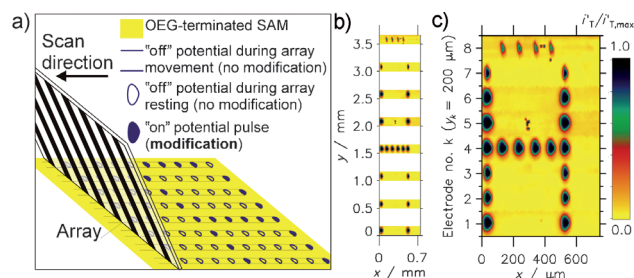 a)
Scan
direction
OEG-terminated SAM
"off" potential during array
movement (no modification)
"off" potential during array
resting (no modification)
"on" potential pulse
(modification)
Array
b)
y / mm
3.5
3.0
2.5
2.0
1.5
1.0
0.5
0.0
0.0 0.7
x / mm
c)
i'T/i'T,max
Electrode no. k (yk = 200 µm)
8
7
6
5
4
3
2
1
0 200 400 600
x / µm
1.0
0.0